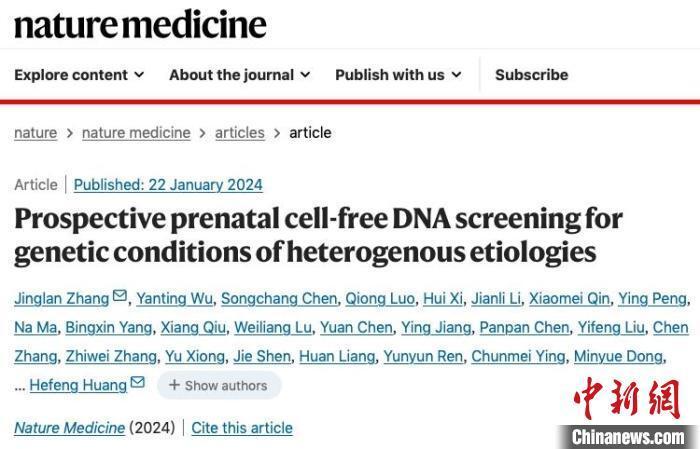 nature medicine
Explore content About the journal Publish with us Subscribe
nature > nature medicine > articles > article
Article | Published: 22 January 2024
Prospective prenatal cell-free DNA screening for
genetic conditions of heterogenous etiologies
Jinglan Zhang, Yanting Wu, Songchang Chen, Qiong Luo, Hui Xi, Jianli Li, Xiaomei Qin, Ying Peng,
Na Ma, Bingxin Yang, Xiang Qiu, Weiliang Lu, Yuan Chen, Ying Jiang, Panpan Chen, Yifeng Liu, Chen
Zhang, Zhiwei Zhang, Yu Xiong, Jie Shen, Huan Liang, Yunyun Ren, Chunmei Ying, Minyue Dong,
... Hefeng Huang + Show authors
Nature Medicine (2024) | Cite this article
中新網
Chinanews.com